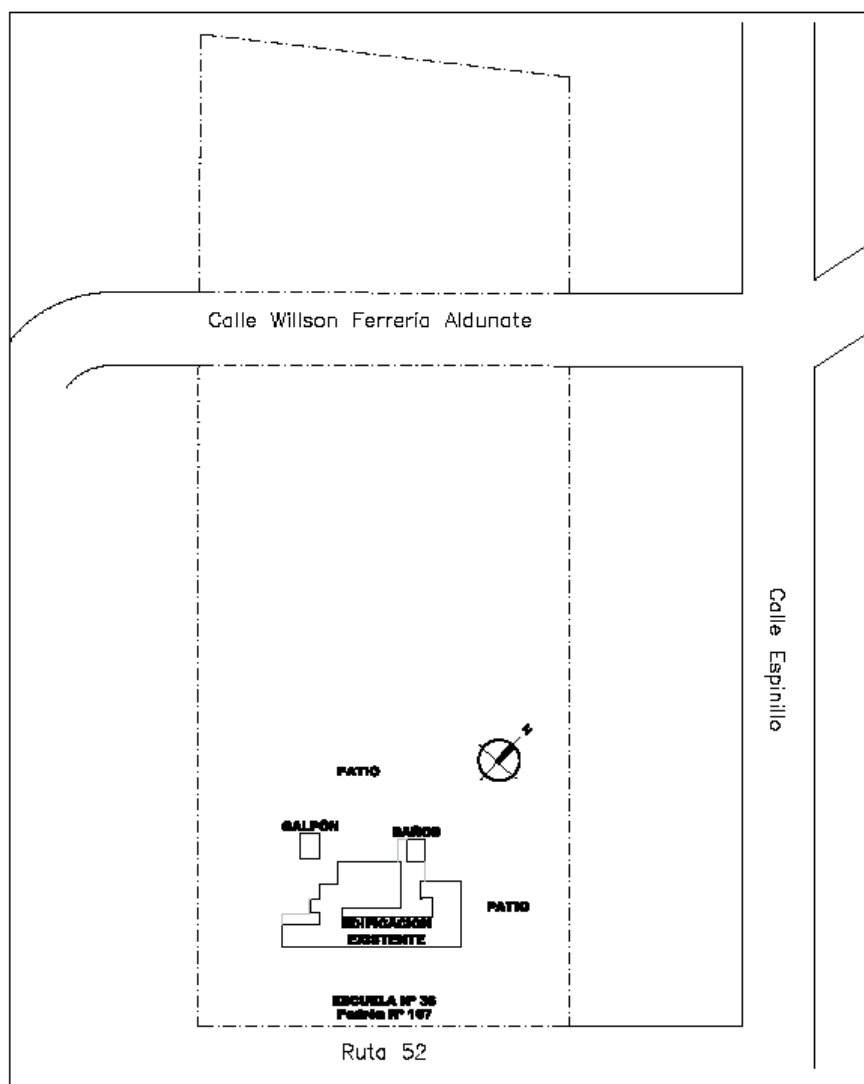 Calle Willson Ferrería Aldunate
Calle Espinillo
N
PATIO
GALPÓN
BAÑOS
PATIO
EDIFICACION
EXISTENTE
ESCUELA Nº 36
Padrón Nº 167
Ruta 52